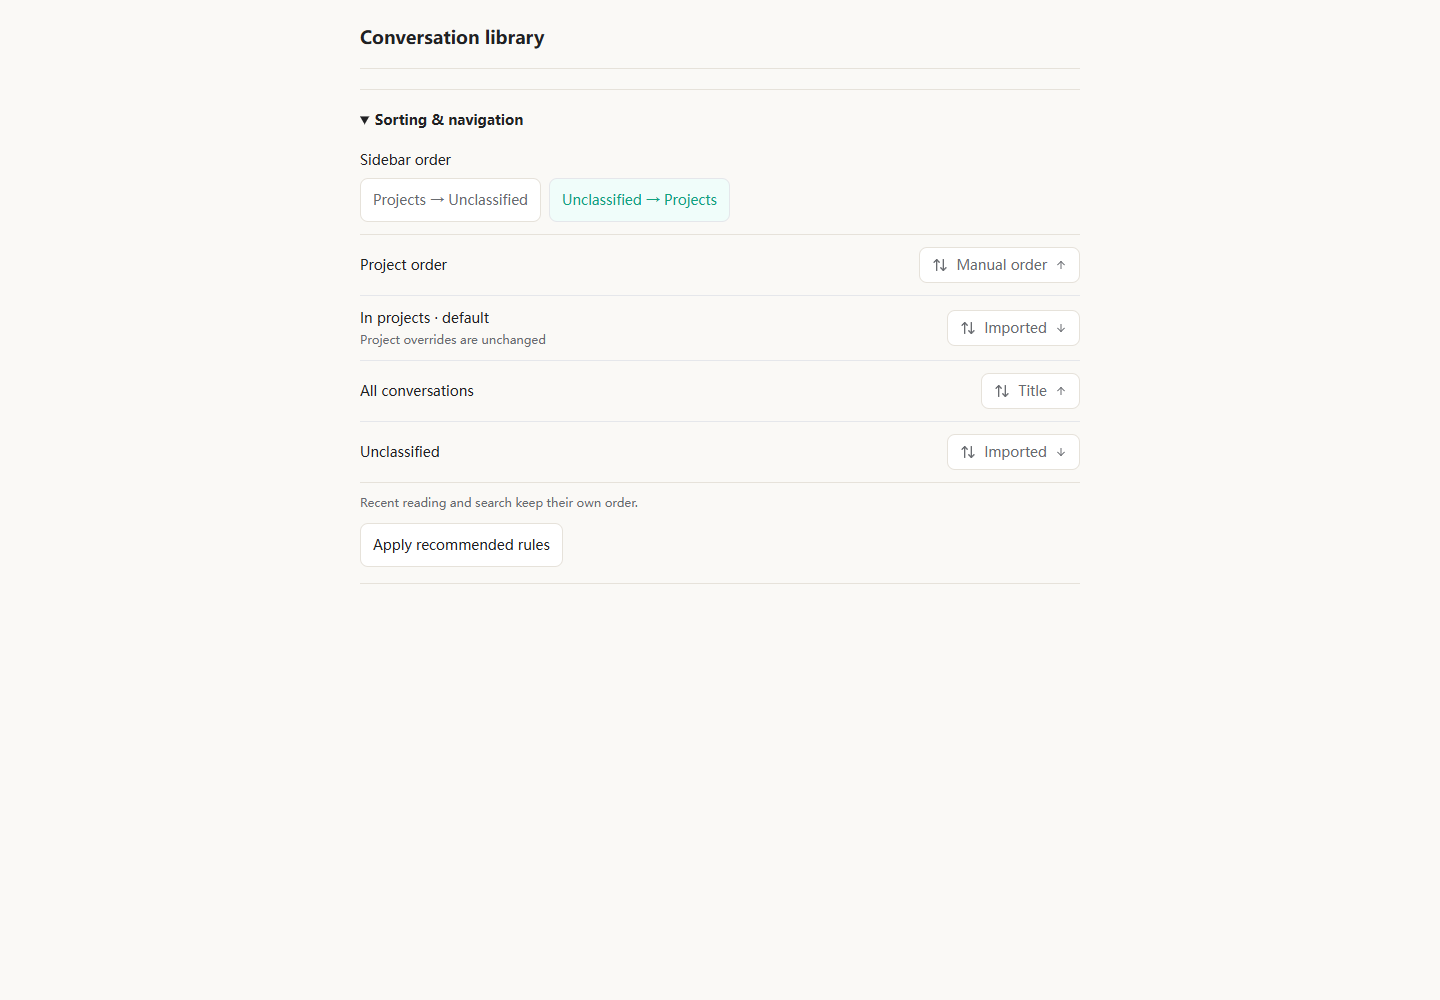 Conversation library
▼ Sorting & navigation
Sidebar order
Projects → Unclassified
Unclassified → Projects
Project order
Manual order ↑
In projects · default
Project overrides are unchanged
Imported ↓
All conversations
Title ↑
Unclassified
Imported ↓
Recent reading and search keep their own order.
Apply recommended rules